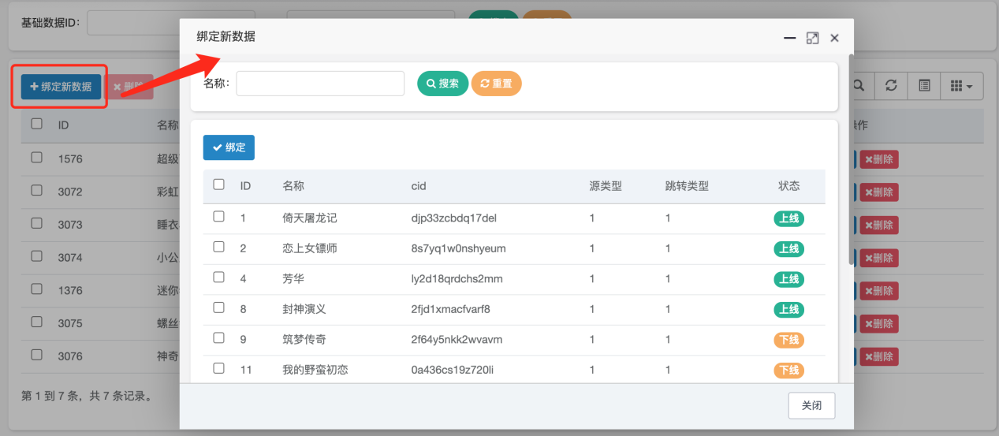 基础数据ID：
绑定新数据
绑定新数据
删除
名称：
搜索
重置
绑定
ID
名称
操作
ID
名称
cid
源类型
跳转类型
状态
1576
超级
删除
1
倚天屠龙记
djp33zcbdq17del
1
1
上线
3072
彩虹
删除
2
恋上女镖师
8s7yq1w0nshyeum
1
1
上线
3073
睡衣
删除
4
芳华
ly2d18qrdchs2mm
1
1
上线
3074
小公
删除
8
封神演义
2fjd1xmacfvarf8
1
1
上线
1376
迷你
删除
9
筑梦传奇
2f64y5nkk2wvavm
1
1
下线
3075
螺丝
删除
11
我的野蛮初恋
0a436cs19z720li
1
1
下线
3076
神奇
删除
第 1 到 7 条，共 7 条记录。
关闭